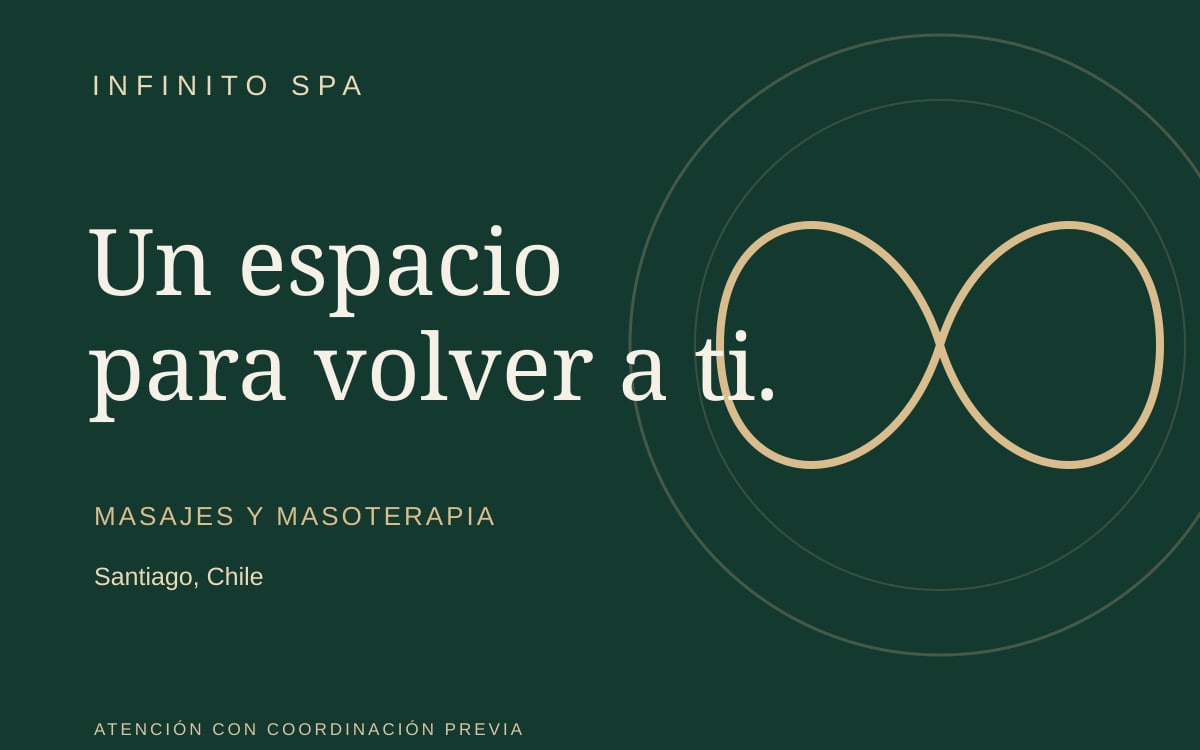 INFINITO SPA
Un espacio
para volver a ti.
MASAJES Y MASOTERAPIA
Santiago, Chile
ATENCIÓN CON COORDINACIÓN PREVIA